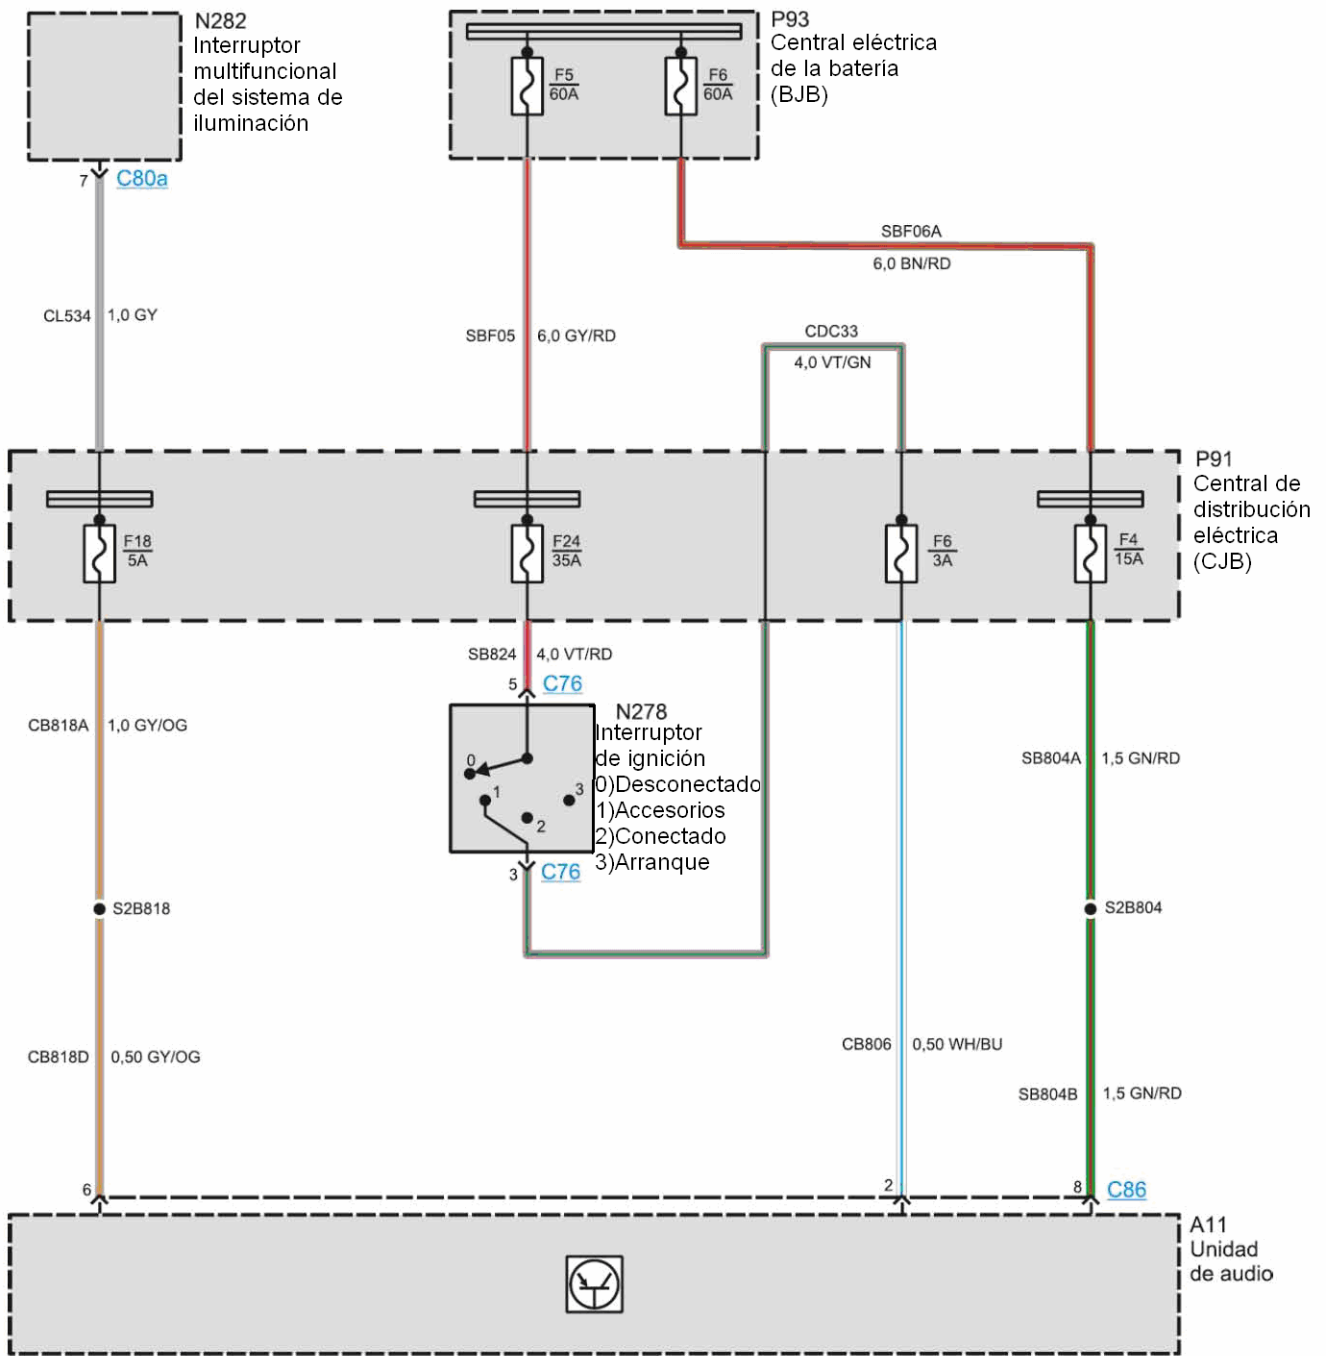 N282
Interruptor
multifuncional
del sistema de
iluminación
P93
Central eléctrica
de la batería
(BJB)
F5
60A
F6
60A
7
C80a
SBF06A
6,0 BN/RD
CL534
1,0 GY
SBF05
6,0 GY/RD
CDC33
4,0 VT/GN
P91
Central de
distribución
eléctrica
(CJB)
F18
5A
F24
35A
F6
3A
F4
15A
SB824
4,0 VT/RD
5
C76
N278
Interruptor
de ignición
0)Desconectado
1)Accesorios
2)Conectado
3)Arranque
0
1
2
3
3
C76
CB818A
1,0 GY/OG
SB804A
1,5 GN/RD
S2B818
S2B804
CB818D
0,50 GY/OG
CB806
0,50 WH/BU
SB804B
1,5 GN/RD
6
2
8
C86
A11
Unidad
de audio